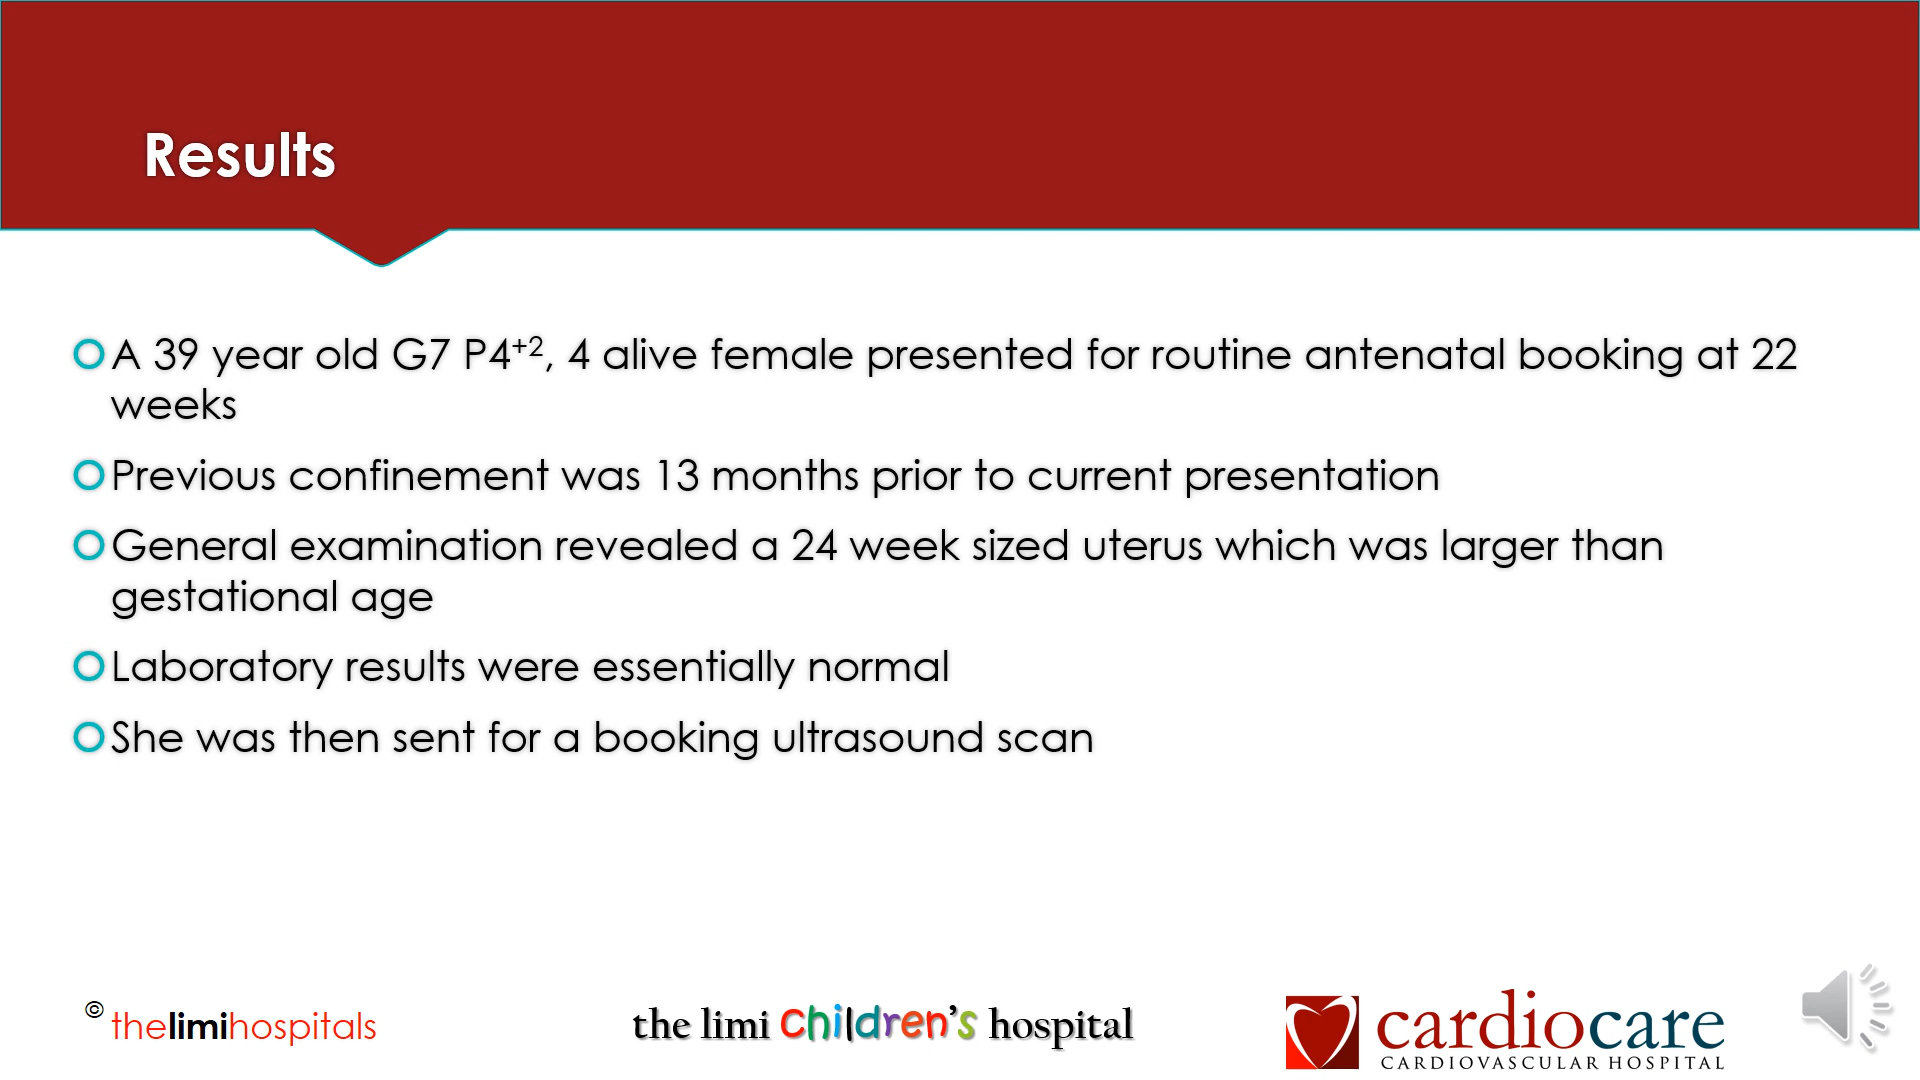 Results
A 39 year old G7 P4+2, 4 alive female presented for routine antenatal booking at 22
weeks
Previous confinement was 13 months prior to current presentation
General examination revealed a 24 week sized uterus which was larger than
gestational age
Laboratory results were essentially normal
She was then sent for a booking ultrasound scan
© thelimihospitals
the limi children's hospital
cardiocare
CARDIOVASCULAR HOSPITAL